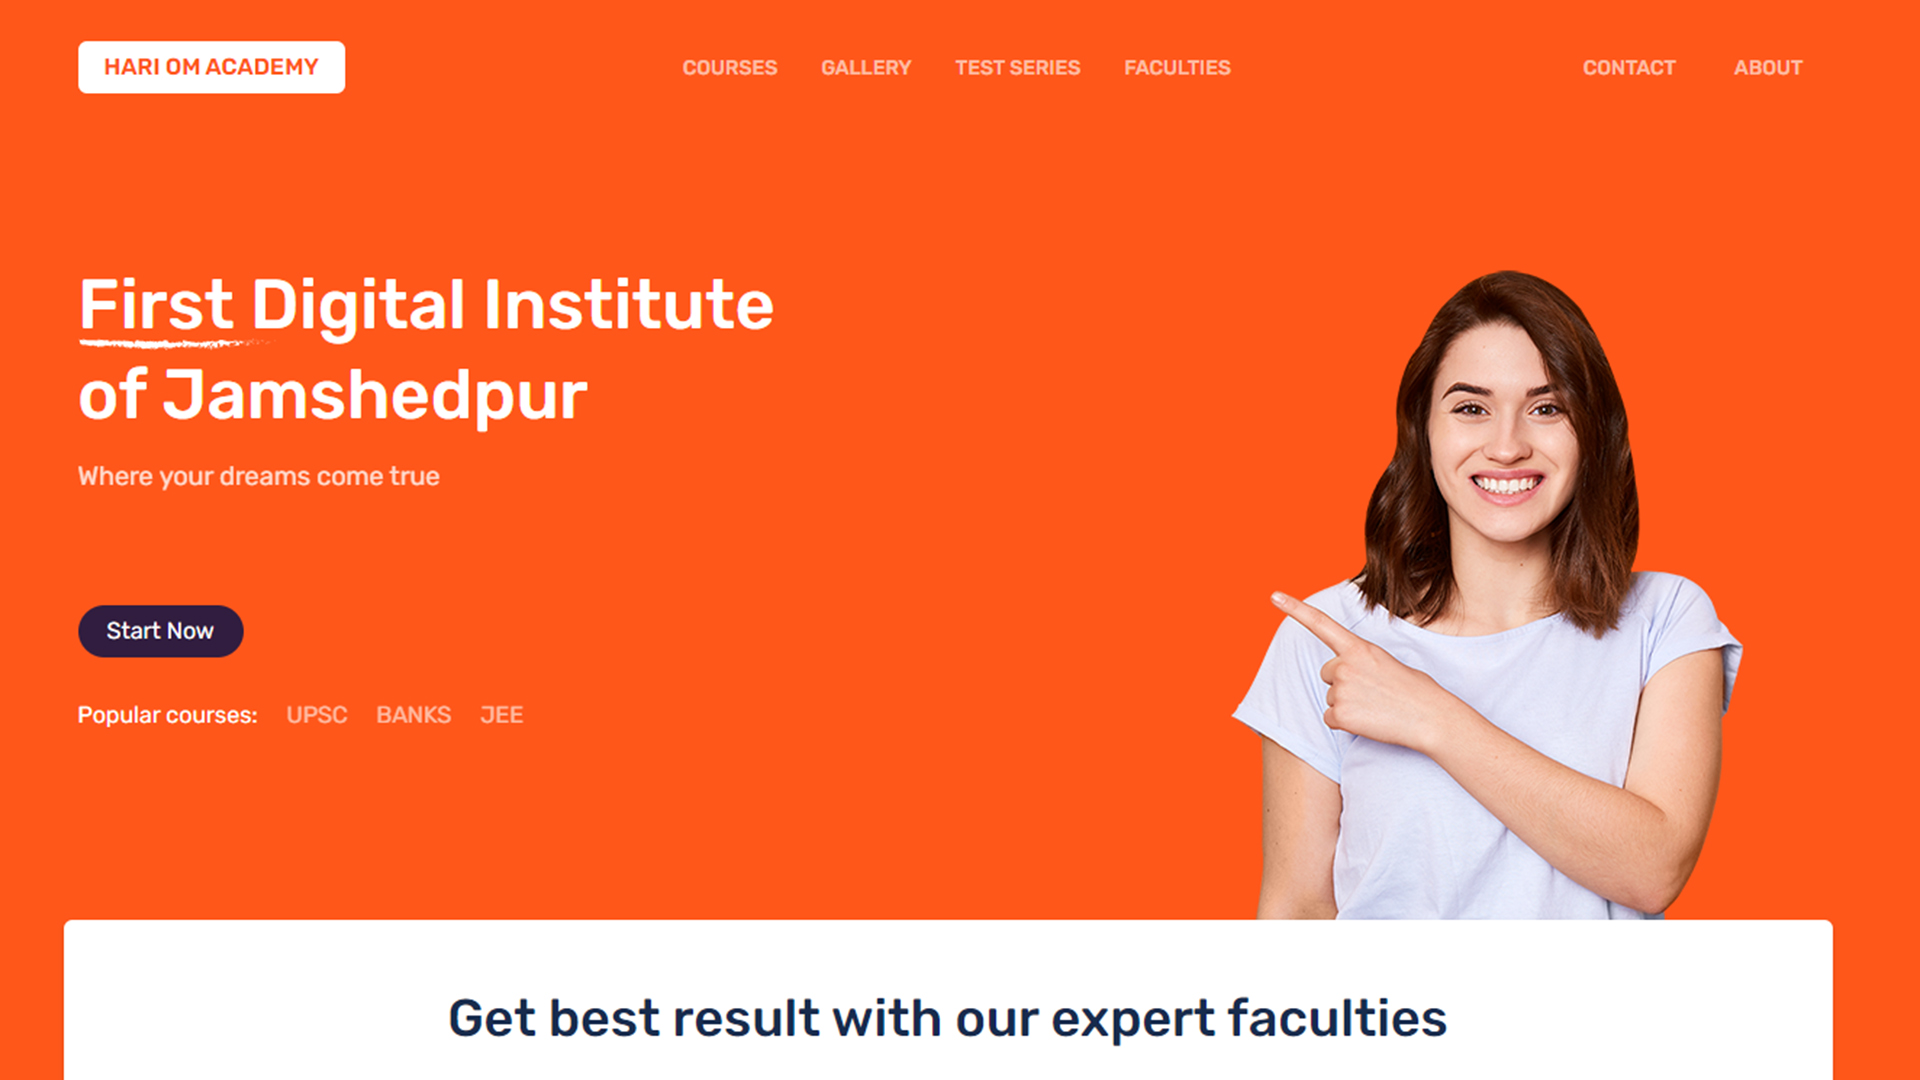 HARI OM ACADEMY
COURSES GALLERY TEST SERIES FACULTIES
CONTACT ABOUT
First Digital Institute
of Jamshedpur
Where your dreams come true
Start Now
Popular courses: UPSC BANKS JEE
Get best result with our expert faculties